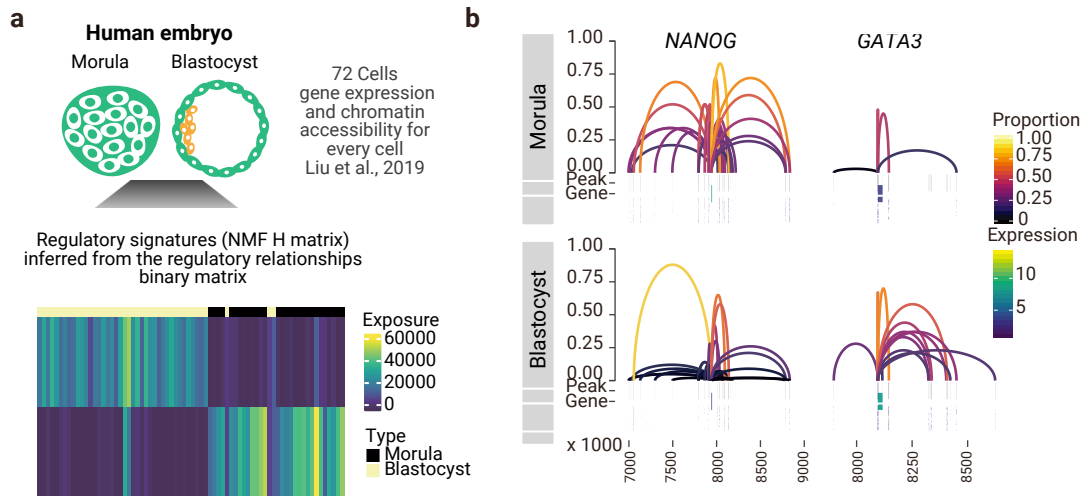 a
Human embryo
Morula
Blastocyst
72 Cells
gene expression
and chromatin
accessibility for
every cell
Liu et al., 2019
Regulatory signatures (NMF H matrix)
inferred from the regulatory relationships
binary matrix
Exposure
60000
40000
20000
0
Type
Morula
Blastocyst
b
NANOG
GATA3
Morula
1.00
0.75
0.50
0.25
0.00
Peak
Gene
Blastocyst
1.00
0.75
0.50
0.25
0.00
Peak
Gene
x 1000
7000
7500
8000
8500
9000
80000
82500
85000
Proportion
1.00
0.75
0.50
0.25
0
Expression
10
5